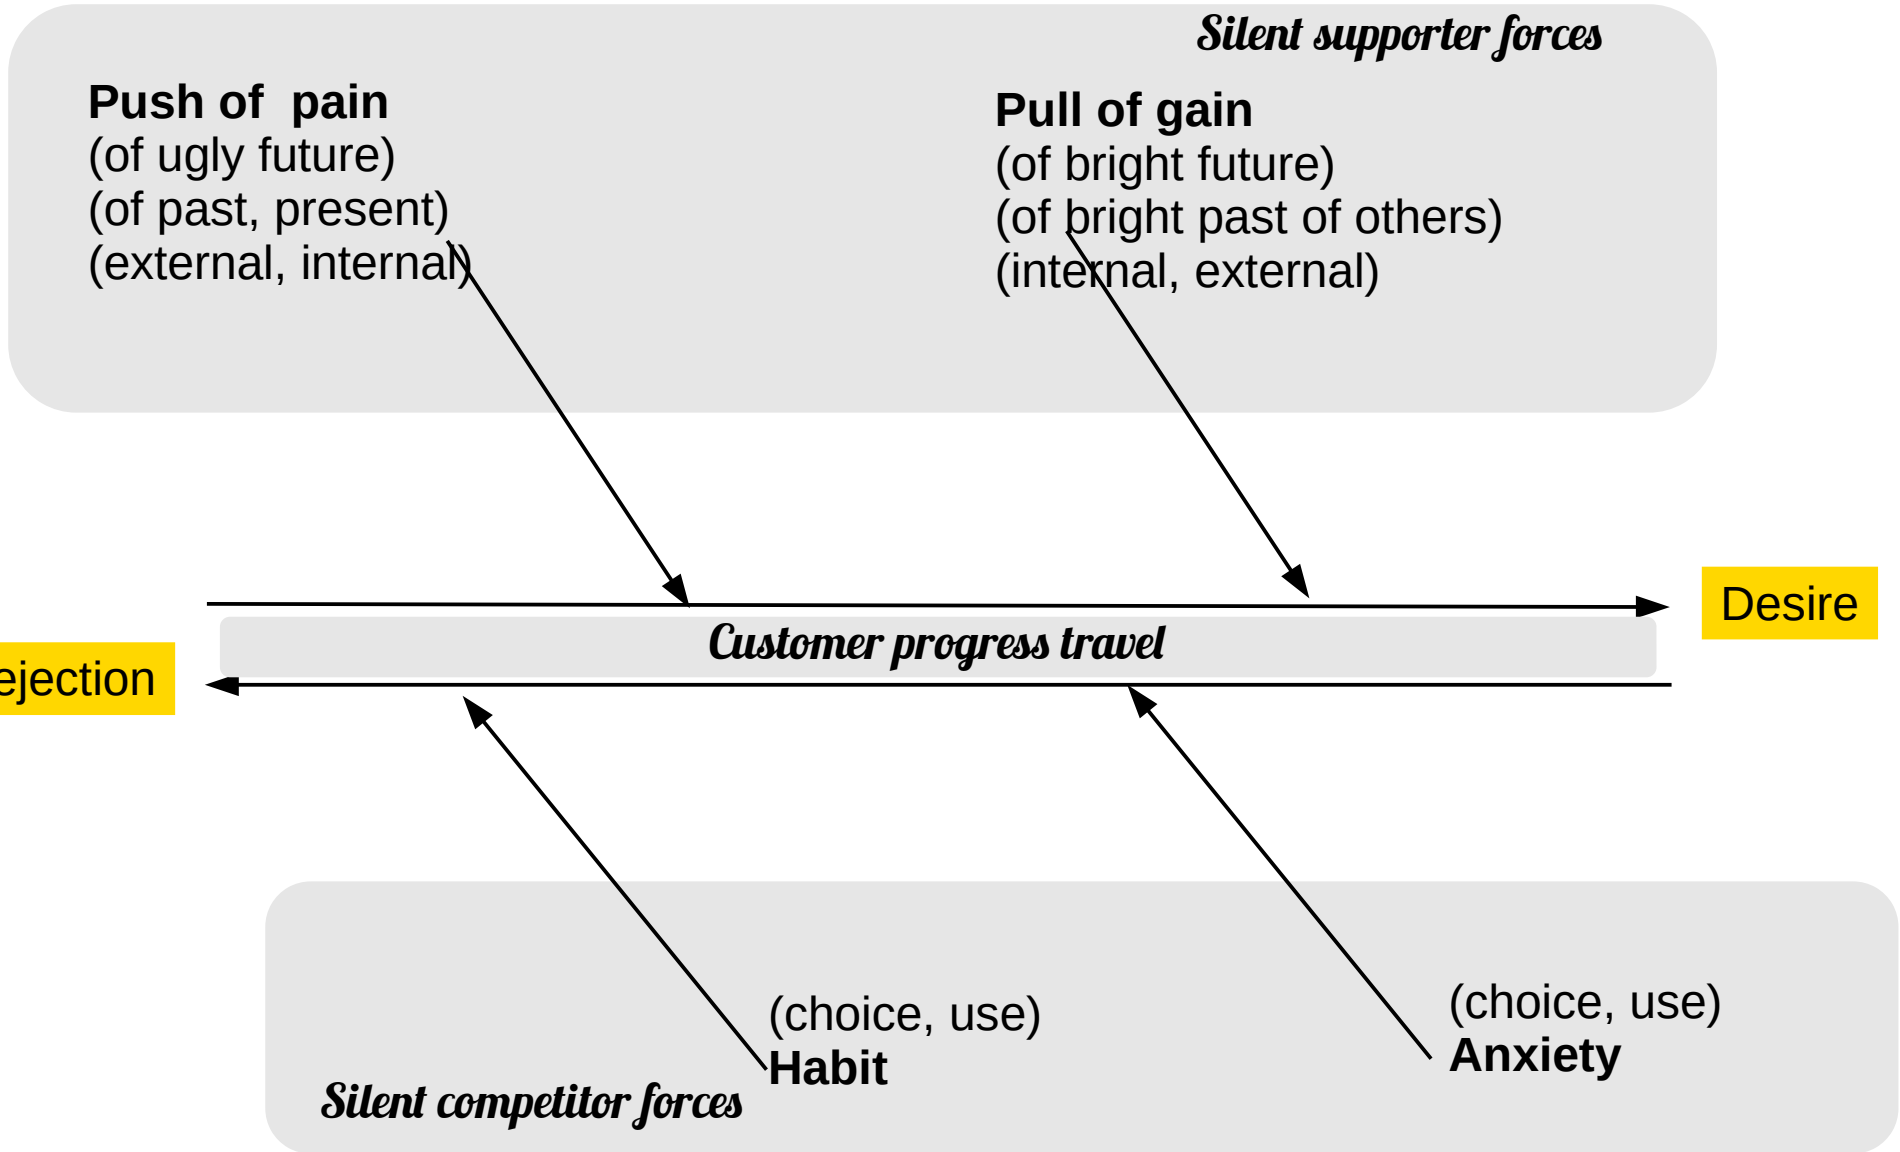 Silent supporter forces
Push of  pain
(of ugly future)
(of past, present)
(external, internal)
Pull of gain
(of bright future)
(of bright past of others)
(internal, external)
Desire
Customer progress travel
ejection
(choice, use)
Habit
(choice, use)
Anxiety
Silent competitor forces